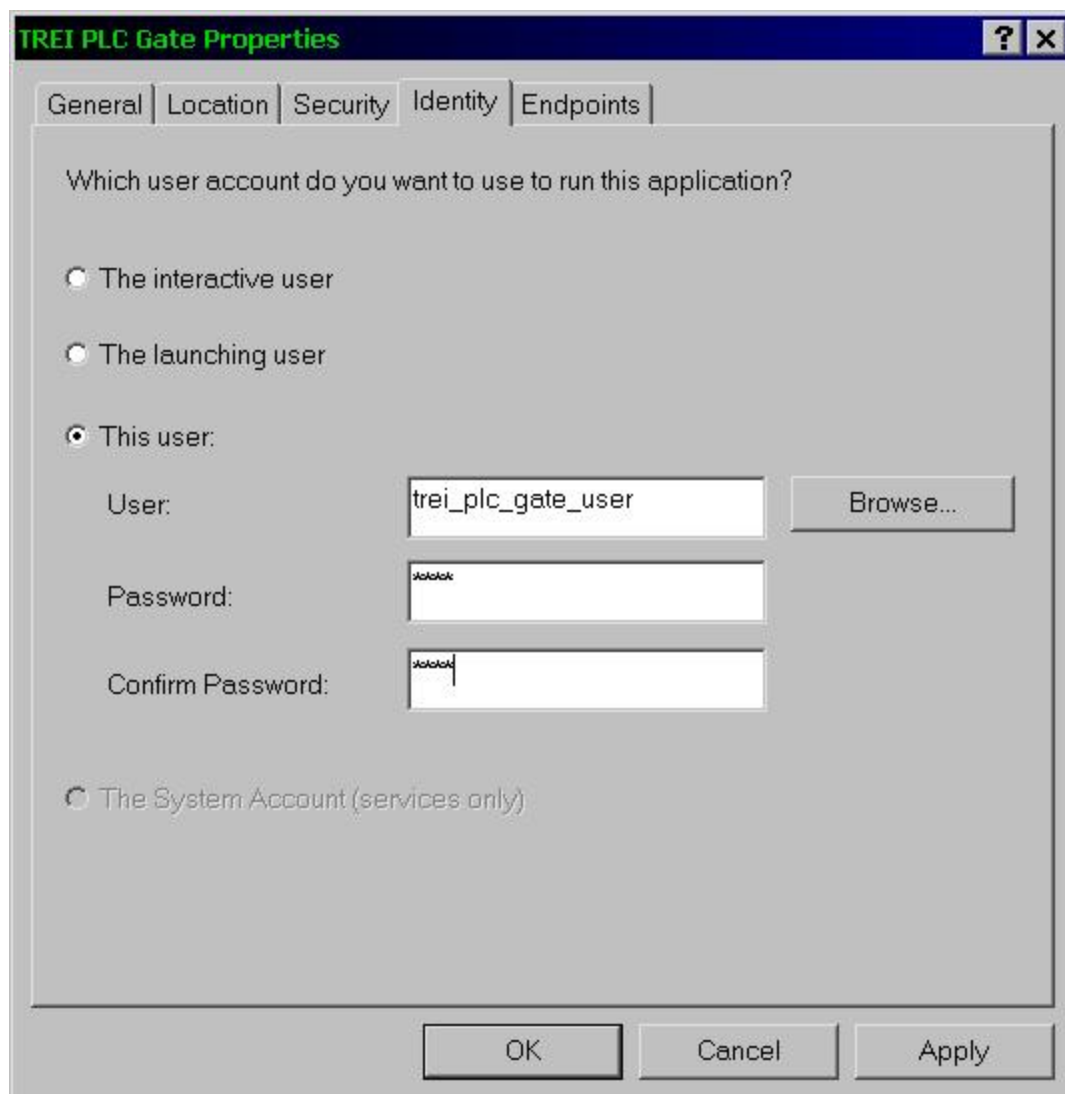 TREI PLC Gate Properties
General Location Security Identity Endpoints
Which user account do you want to use to run this application?
The interactive user
The launching user
This user:
User: trei_plc_gate_user Browse...
Password: ****
Confirm Password: ****
The System Account (services only)
OK Cancel Apply